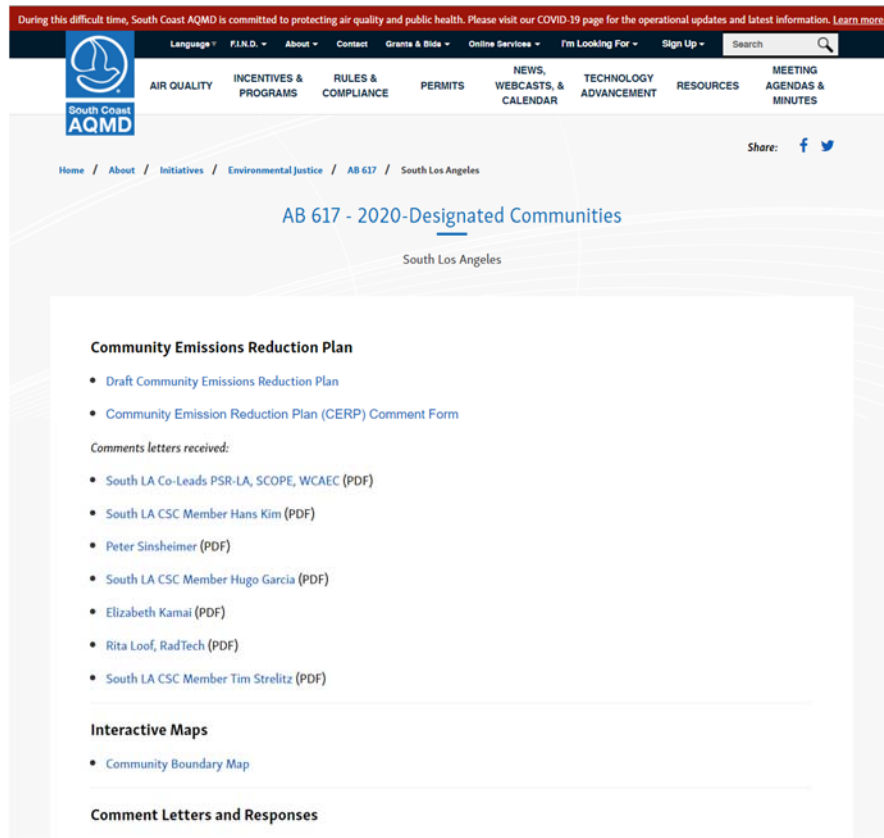 During this difficult time, South Coast AQMD is committed to protecting air quality and public health. Please visit our COVID-19 page for the operational updates and latest information. Learn more
Language F.I.N.D. About Contact Grants & Bids Online Services I'm Looking For Sign Up Search
South Coast
AQMD
AIR QUALITY
INCENTIVES &
PROGRAMS
RULES &
COMPLIANCE
PERMITS
NEWS,
WEBCASTS, &
CALENDAR
TECHNOLOGY
ADVANCEMENT
RESOURCES
MEETING
AGENDAS &
MINUTES
Share:
Home / About / Initiatives / Environmental Justice / AB 617 / South Los Angeles
AB 617 - 2020-Designated Communities
South Los Angeles
Community Emissions Reduction Plan
• Draft Community Emissions Reduction Plan
• Community Emission Reduction Plan (CERP) Comment Form
Comments letters received:
• South LA Co-Leads PSR-LA, SCOPE, WCAEC (PDF)
• South LA CSC Member Hans Kim (PDF)
• Peter Sinsheimer (PDF)
• South LA CSC Member Hugo Garcia (PDF)
• Elizabeth Kamai (PDF)
• Rita Loof, RadTech (PDF)
• South LA CSC Member Tim Strelitz (PDF)
Interactive Maps
• Community Boundary Map
Comment Letters and Responses